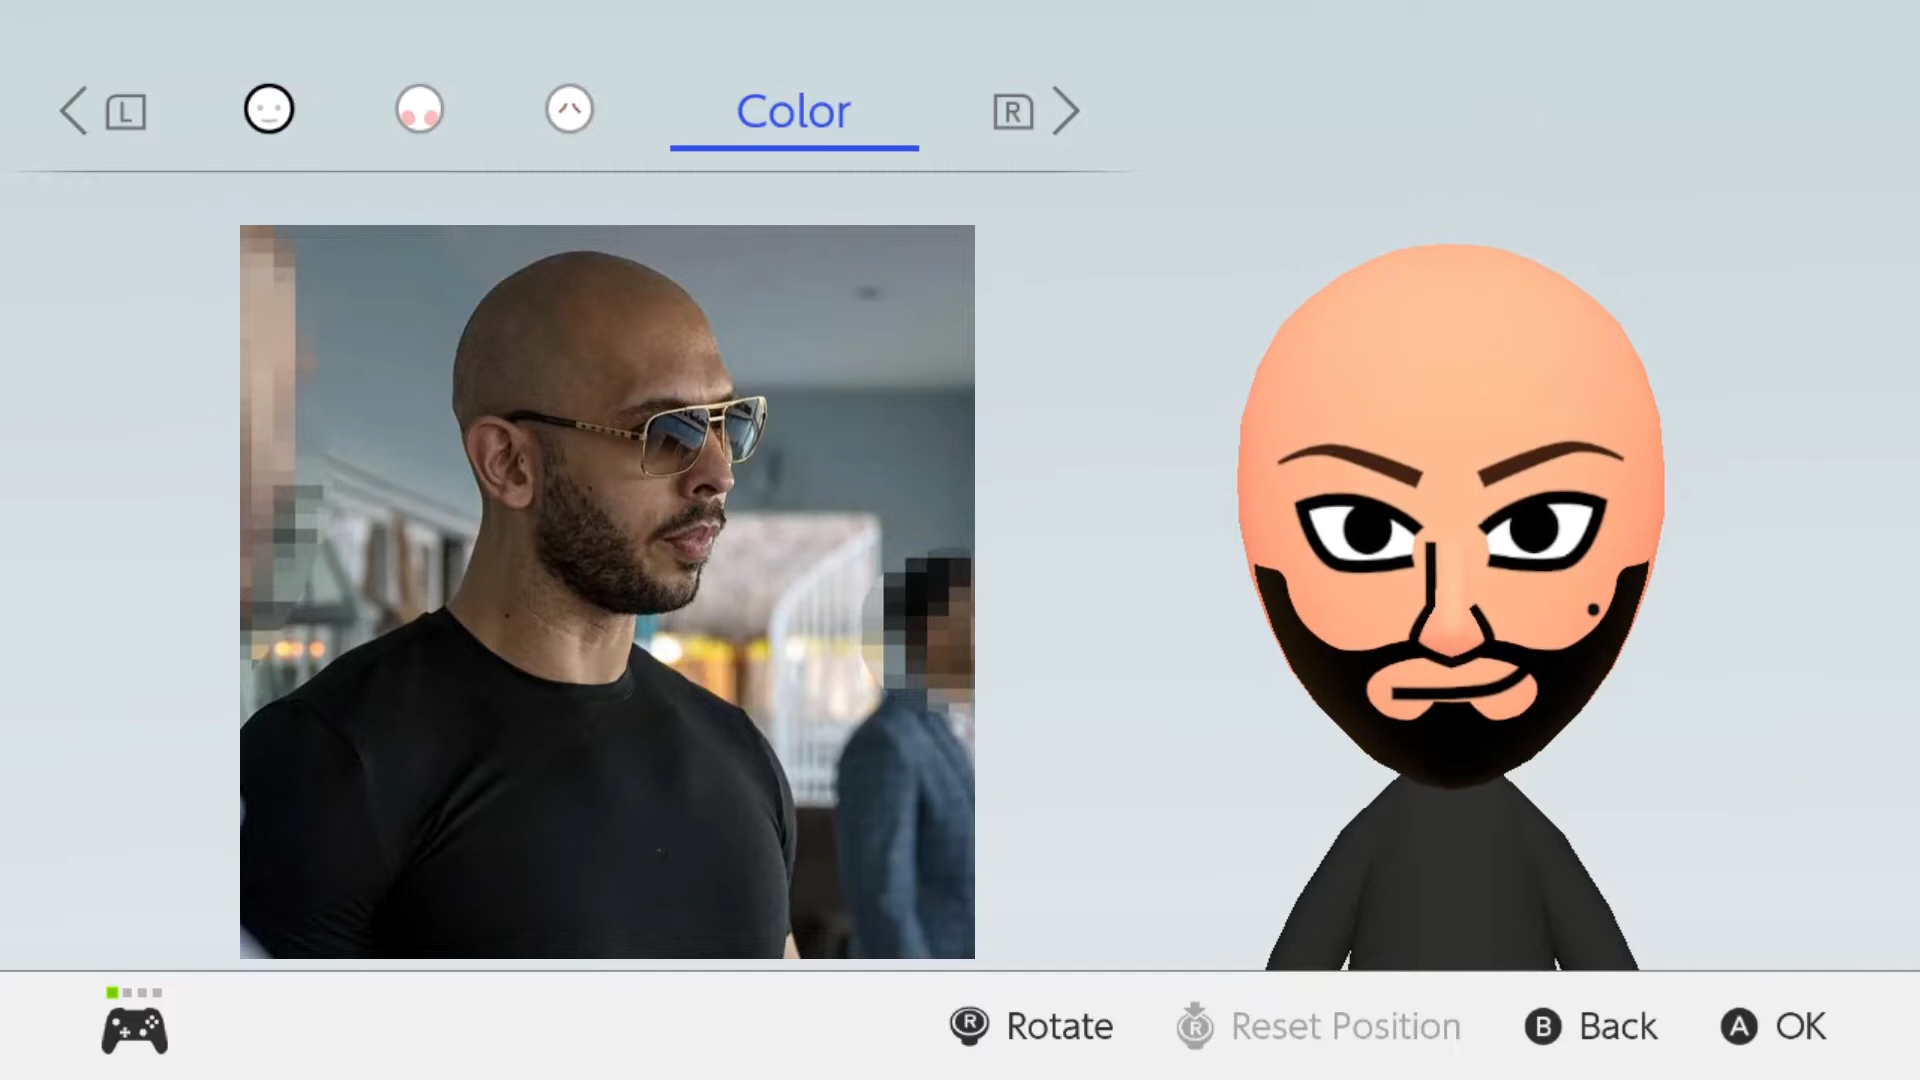 L
Color
R
R Rotate
R Reset Position
B Back
A OK